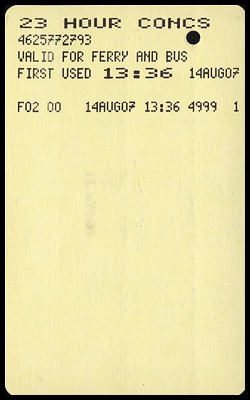 23 HOUR CONCS
4625772793
VALID FOR FERRY AND BUS
FIRST USED 13:36 14AUG07
F02 00 14AUG07 13:36 4999 1